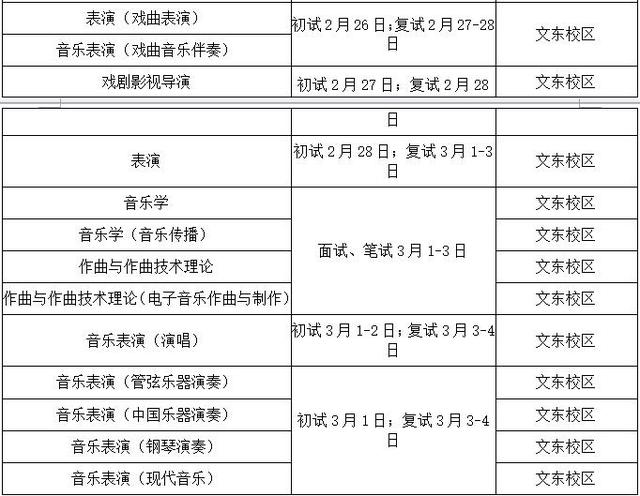 表演（戏曲表演）
初试2月26日;复试2月27-28
日
文东校区
音乐表演（戏曲音乐伴奏）
戏剧影视导演
初试2月27日；复试2月28
文东校区
日
表演
初试2月28日；复试3月1-3
日
文东校区
音乐学
文东校区
音乐学（音乐传播）
文东校区
面试、笔试3月1-3日
作曲与作曲技术理论
文东校区
作曲与作曲技术理论（电子音乐作曲与制作）
文东校区
音乐表演（演唱）
初试3月1-2日；复试3月3-4
日
文东校区
音乐表演（管弦乐器演奏）
文东校区
音乐表演（中国乐器演奏）
文东校区
初试3月1日；复试3月3-4
日
音乐表演（钢琴演奏）
文东校区
音乐表演（现代音乐）
文东校区